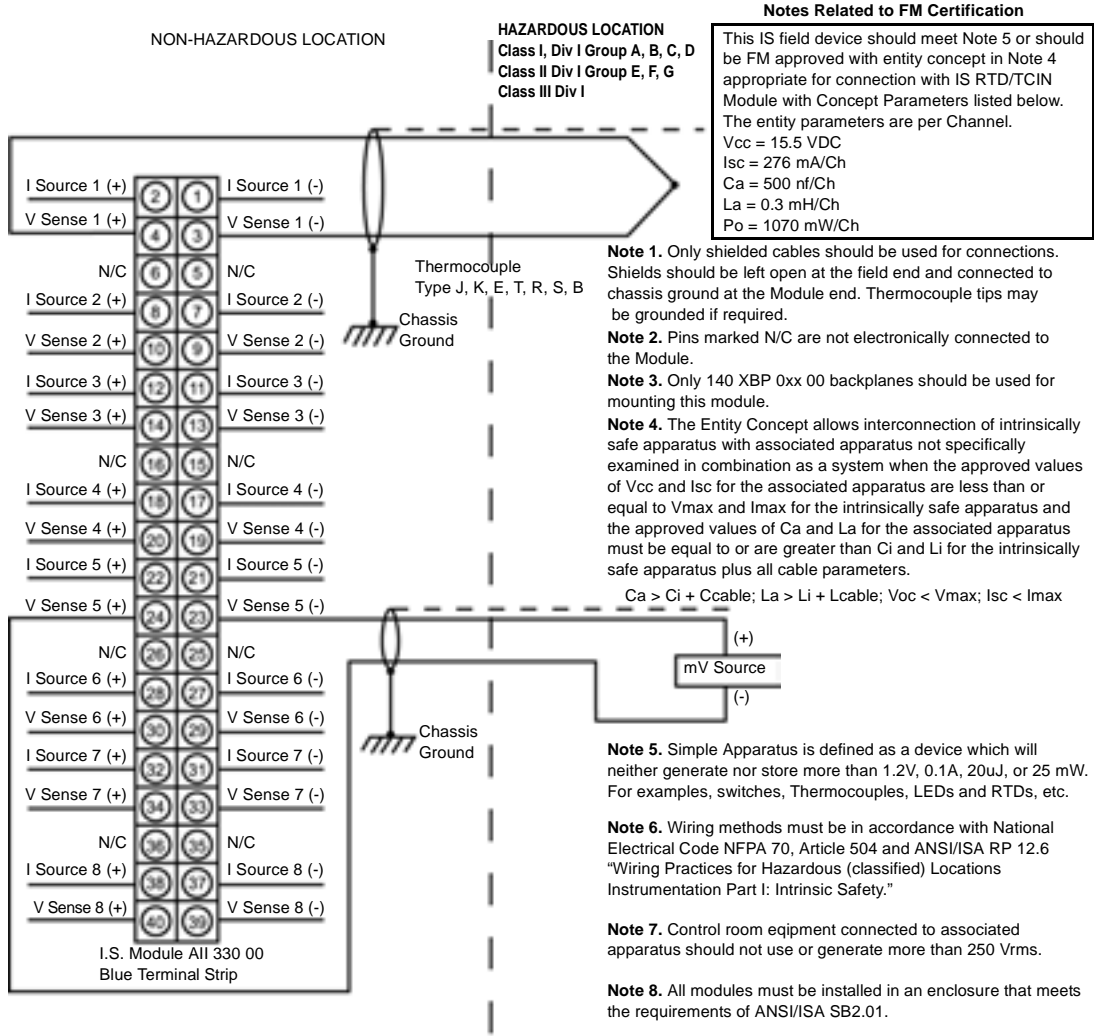 Notes Related to FM Certification
NON-HAZARDOUS LOCATION
HAZARDOUS LOCATION
Class I, Div I Group A, B, C, D
Class II Div I Group E, F, G
Class III Div I
This IS field device should meet Note 5 or should
be FM approved with entity concept in Note 4
appropriate for connection with IS RTD/TCIN
Module with Concept Parameters listed below.
The entity parameters are per Channel.
Vcc = 15.5 VDC
Isc = 276 mA/Ch
Ca = 500 nf/Ch
La = 0.3 mH/Ch
Po = 1070 mW/Ch
I Source 1 (+) 2 1 I Source 1 (-)
V Sense 1 (+) 4 3 V Sense 1 (-)
N/C 6 5 N/C
I Source 2 (+) 8 7 I Source 2 (-)
V Sense 2 (+) 10 9 V Sense 2 (-)
I Source 3 (+) 12 11 I Source 3 (-)
V Sense 3 (+) 14 13 V Sense 3 (-)
N/C 16 15 N/C
I Source 4 (+) 18 17 I Source 4 (-)
V Sense 4 (+) 20 19 V Sense 4 (-)
I Source 5 (+) 22 21 I Source 5 (-)
V Sense 5 (+) 24 23 V Sense 5 (-)
N/C 26 25 N/C
I Source 6 (+) 28 27 I Source 6 (-)
V Sense 6 (+) 30 29 V Sense 6 (-)
I Source 7 (+) 32 31 I Source 7 (-)
V Sense 7 (+) 34 33 V Sense 7 (-)
N/C 36 35 N/C
I Source 8 (+) 38 37 I Source 8 (-)
V Sense 8 (+) 40 39 V Sense 8 (-)
I.S. Module AII 330 00
Blue Terminal Strip
Thermocouple
Type J, K, E, T, R, S, B
Chassis
Ground
(+)
mV Source
(-)
Chassis
Ground
Note 1. Only shielded cables should be used for connections.
Shields should be left open at the field end and connected to
chassis ground at the Module end. Thermocouple tips may
be grounded if required.
Note 2. Pins marked N/C are not electronically connected to
the Module.
Note 3. Only 140 XBP 0xx 00 backplanes should be used for
mounting this module.
Note 4. The Entity Concept allows interconnection of intrinsically
safe apparatus with associated apparatus not specifically
examined in combination as a system when the approved values
of Vcc and Isc for the associated apparatus are less than or
equal to Vmax and Imax for the intrinsically safe apparatus and
the approved values of Ca and La for the associated apparatus
must be equal to or are greater than Ci and Li for the intrinsically
safe apparatus plus all cable parameters.
Ca > Ci + Ccable; La > Li + Lcable; Voc < Vmax; Isc < Imax
Note 5. Simple Apparatus is defined as a device which will
neither generate nor store more than 1.2V, 0.1A, 20uJ, or 25 mW.
For examples, switches, Thermocouples, LEDs and RTDs, etc.
Note 6. Wiring methods must be in accordance with National
Electrical Code NFPA 70, Article 504 and ANSI/ISA RP 12.6
“Wiring Practices for Hazardous (classified) Locations
Instrumentation Part I: Intrinsic Safety.”
Note 7. Control room eqipment connected to associated
apparatus should not use or generate more than 250 Vrms.
Note 8. All modules must be installed in an enclosure that meets
the requirements of ANSI/ISA SB2.01.